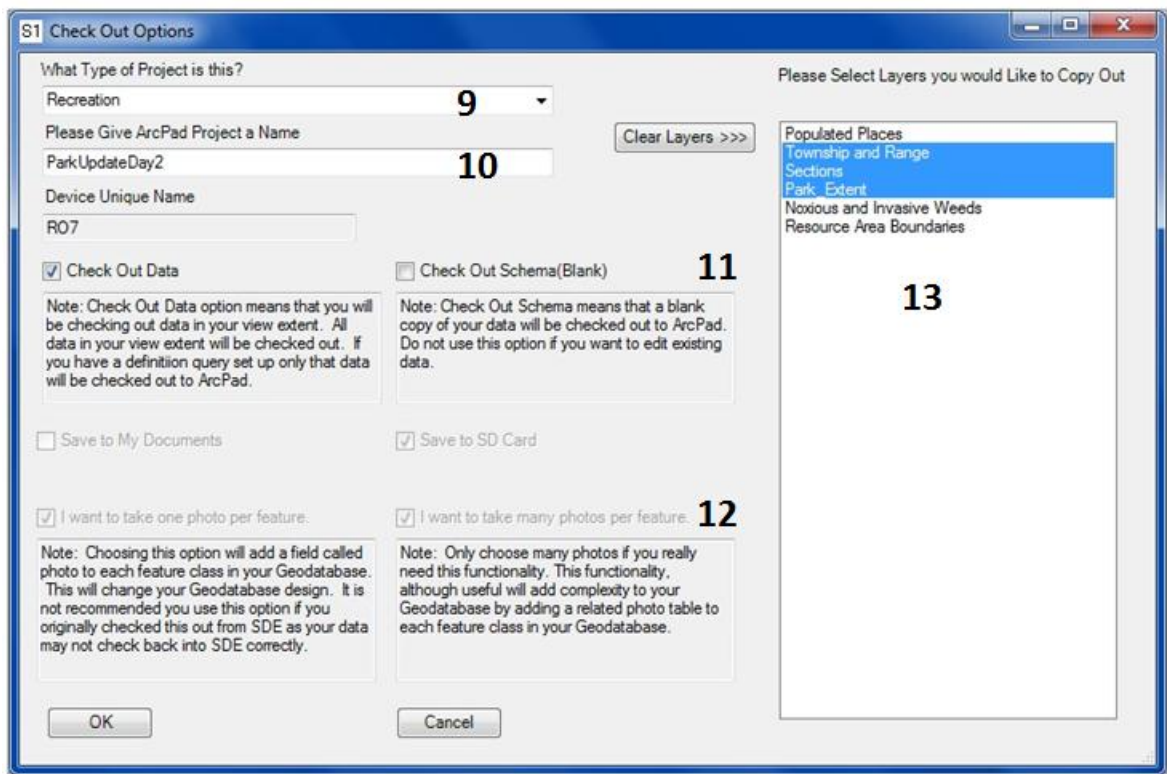 S1 Check Out Options
What Type of Project is this?
Recreation 9
Please Give ArcPad Project a Name
ParkUpdateDay2 10
Device Unique Name
RO7
Check Out Data
Note: Check Out Data option means that you will
be checking out data in your view extent. All
data in your view extent will be checked out. If
you have a definitiion query set up only that data
will be checked out to ArcPad.
Check Out Schema(Blank) 11
Note: Check Out Schema means that a blank
copy of your data will be checked out to ArcPad.
Do not use this option if you want to edit existing
data.
Save to My Documents
Save to SD Card
I want to take one photo per feature.
Note: Choosing this option will add a field called
photo to each feature class in your Geodatabase.
This will change your Geodatabase design. It is
not recommended you use this option if you
originally checked this out from SDE as your data
may not check back into SDE correctly.
I want to take many photos per feature. 12
Note: Only choose many photos if you really
need this functionality. This functionality,
although useful will add complexity to your
Geodatabase by adding a related photo table to
each feature class in your Geodatabase.
OK
Cancel
Clear Layers >>>
Please Select Layers you would Like to Copy Out
Populated Places
Township and Range
Sections
Park_Extent
Noxious and Invasive Weeds
Resource Area Boundaries
13